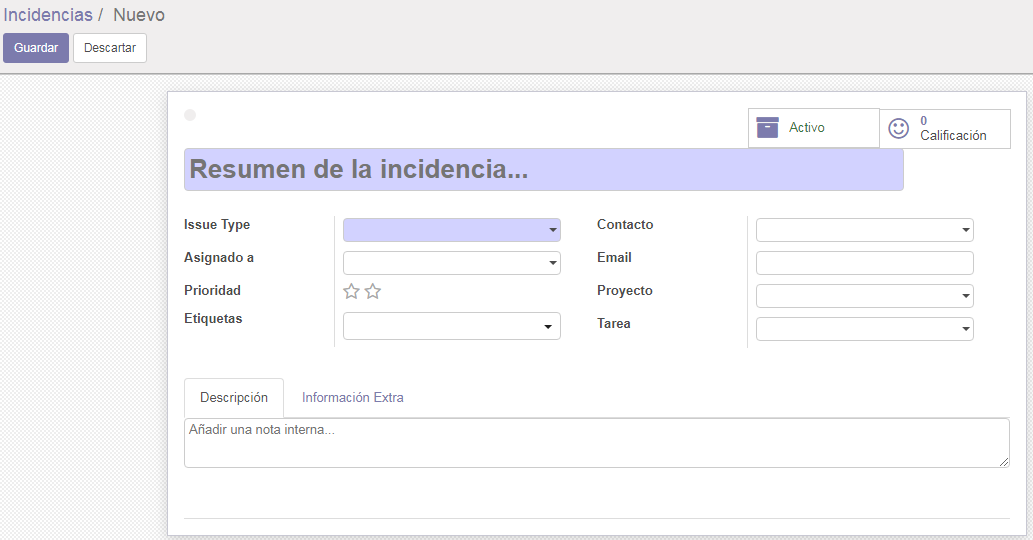 Incidencias / Nuevo
Guardar Descartar
Activo
0
Calificación
Resumen de la incidencia...
Issue Type
Contacto
Asignado a
Email
Prioridad
Proyecto
Etiquetas
Tarea
Descripción Información Extra
Añadir una nota interna...